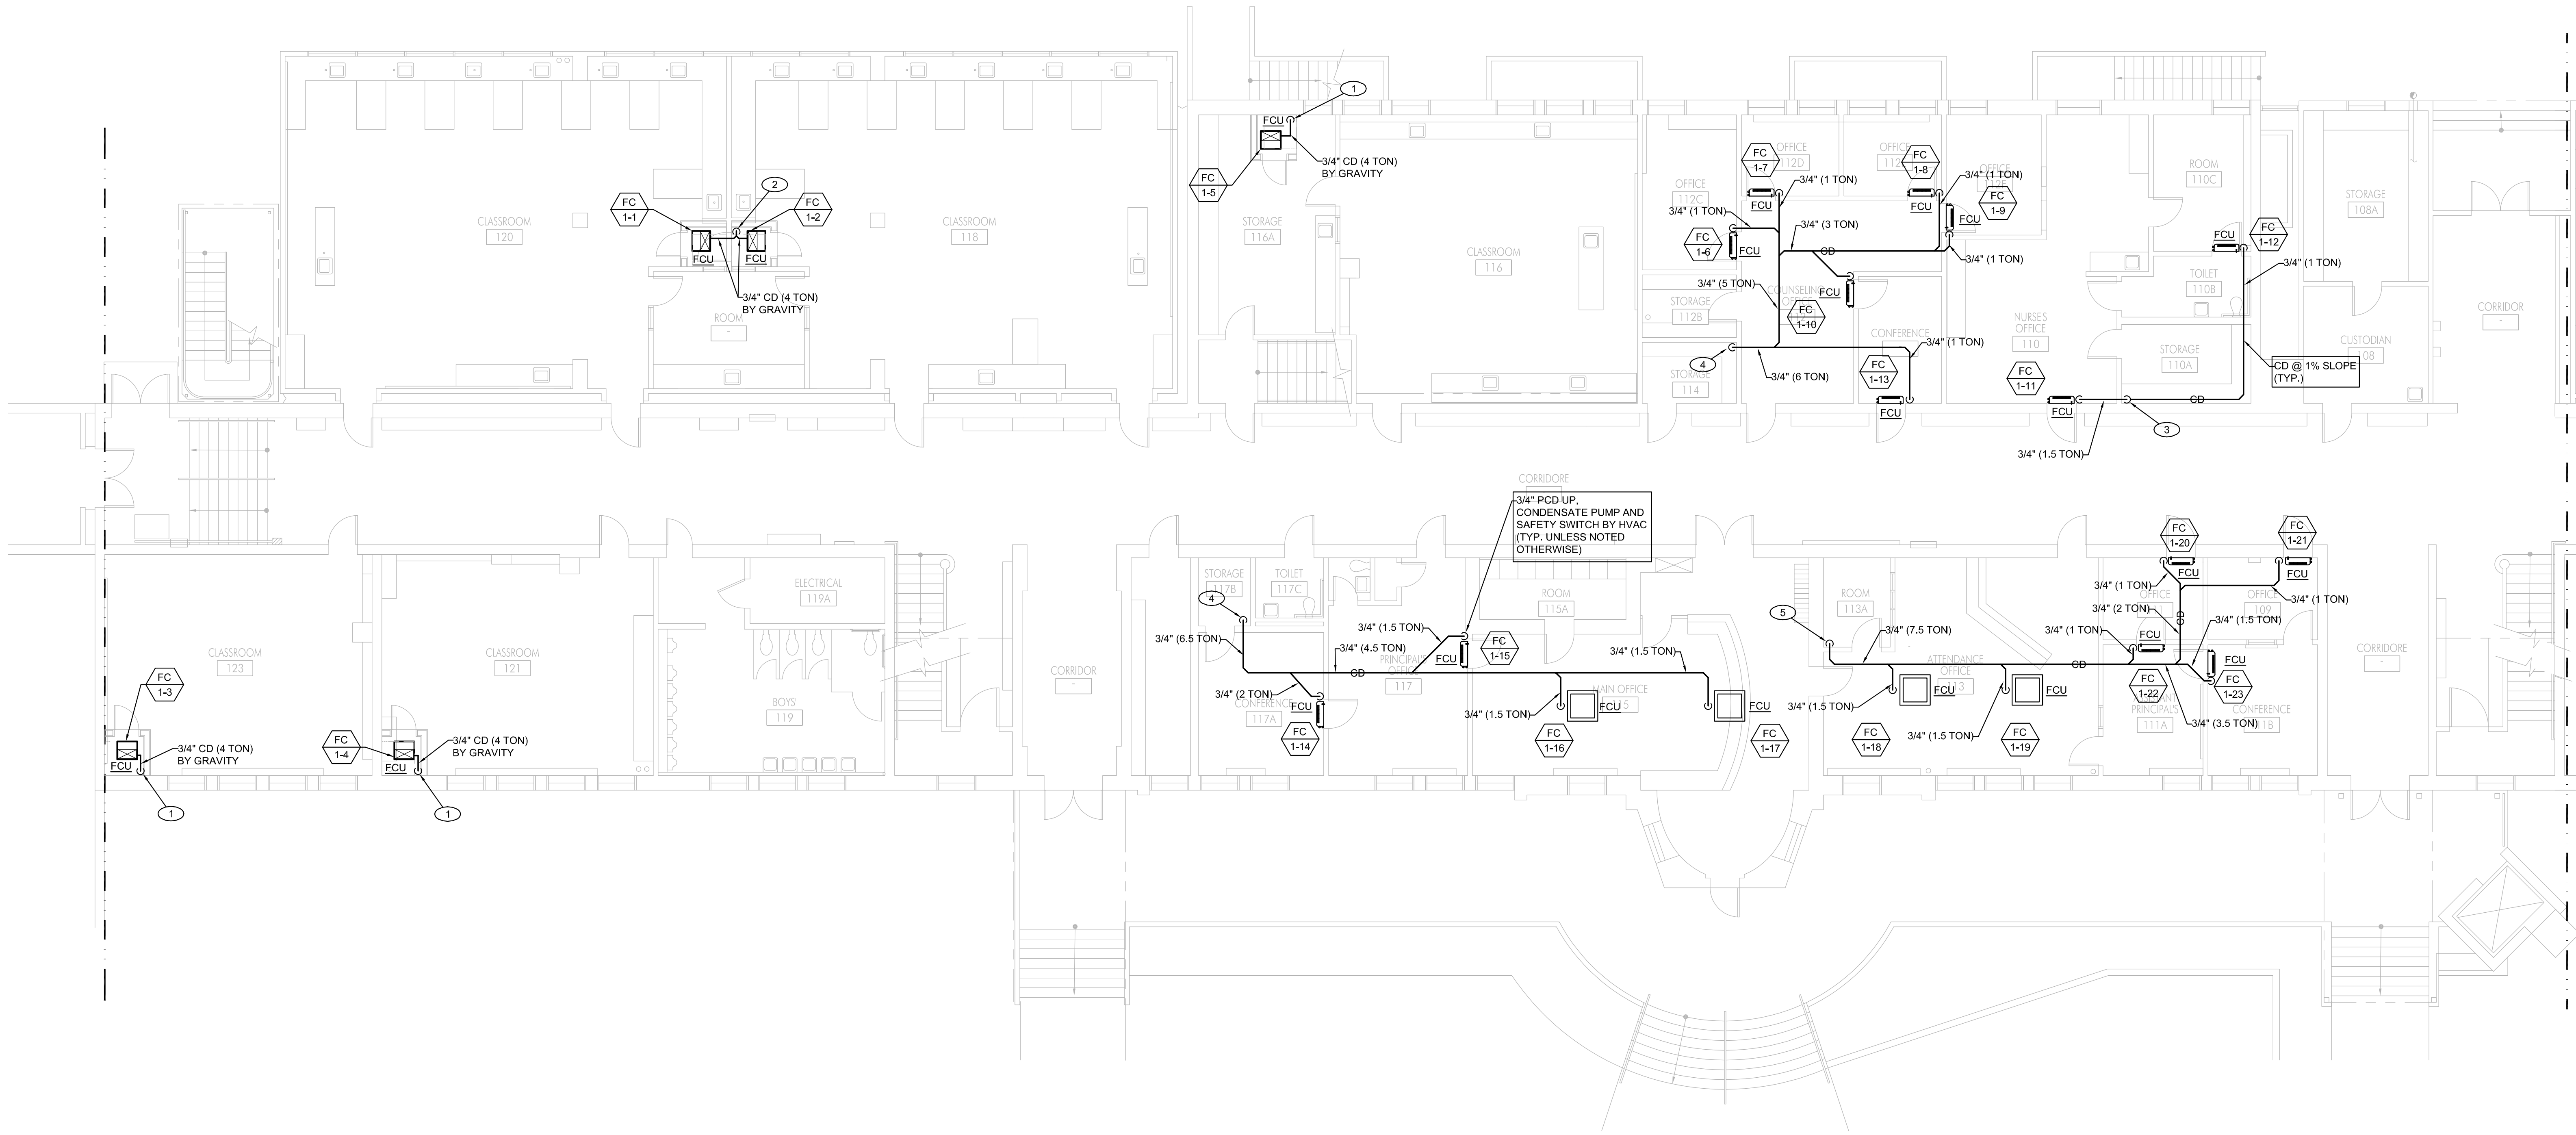 1
FCU
3/4" CD (4 TON)
BY GRAVITY
FC
1-5
STORAGE
116A
CLASSROOM
120
FC
1-1
2
FC
1-2
FCU
FCU
3/4" CD (4 TON)
BY GRAVITY
ROOM
-
CLASSROOM
118
CLASSROOM
116
OFFICE
112C
FC
1-7
OFFICE
112D
FCU
3/4" (1 TON)
3/4" (1 TON)
FC
1-6
FCU
OFFICE
FC
1-8
FCU
3/4" (1 TON)
OFFICE
FC
1-9
FCU
3/4" (3 TON)
CD
3/4" (1 TON)
3/4" (5 TON)
COUNSELING
OFFICE
FCU
FC
1-10
STORAGE
112B
4
STORAGE
114
3/4" (6 TON)
CONFERENCE
3/4" (1 TON)
FC
1-13
FCU
NURSE'S
OFFICE
110
FC
1-11
FCU
3/4" (1.5 TON)
3
CD
ROOM
110C
FCU
FC
1-12
3/4" (1 TON)
TOILET
110B
STORAGE
110A
CD @ 1% SLOPE
(TYP.)
STORAGE
108A
CUSTODIAN
108
CORRIDOR
-
CORRIDORE
3/4" PCD UP,
CONDENSATE PUMP AND
SAFETY SWITCH BY HVAC
(TYP. UNLESS NOTED
OTHERWISE)
CLASSROOM
123
FC
1-3
FCU
3/4" CD (4 TON)
BY GRAVITY
1
CLASSROOM
121
FC
1-4
FCU
3/4" CD (4 TON)
BY GRAVITY
1
ELECTRICAL
119A
BOYS'
119
CORRIDOR
-
STORAGE
117B
TOILET
117C
4
3/4" (6.5 TON)
3/4" (4.5 TON)
CD
3/4" (2 TON)
CONFERENCE
117A
FCU
FC
1-14
3/4" (1.5 TON)
FCU
FC
1-15
PRINCIPAL'S
OFFICE
117
ROOM
115A
3/4" (1.5 TON)
3/4" (1.5 TON)
FCU
FC
1-16
MAIN OFFICE
FCU
FC
1-17
5
ROOM
113A
3/4" (7.5 TON)
ATTENDANCE
OFFICE
113
3/4" (1.5 TON)
FCU
FC
1-18
3/4" (1.5 TON)
FCU
FC
1-19
CD
FC
1-20
FCU
FC
1-21
FCU
3/4" (1 TON)
3/4" (1 TON)
OFFICE
OFFICE
109
3/4" (2 TON)
CD
3/4" (1.5 TON)
3/4" (1 TON)
FCU
FCU
FC
1-22
FC
1-23
3/4" (3.5 TON)
PRINCIPAL'S
111A
CONFERENCE
CORRIDORE
-